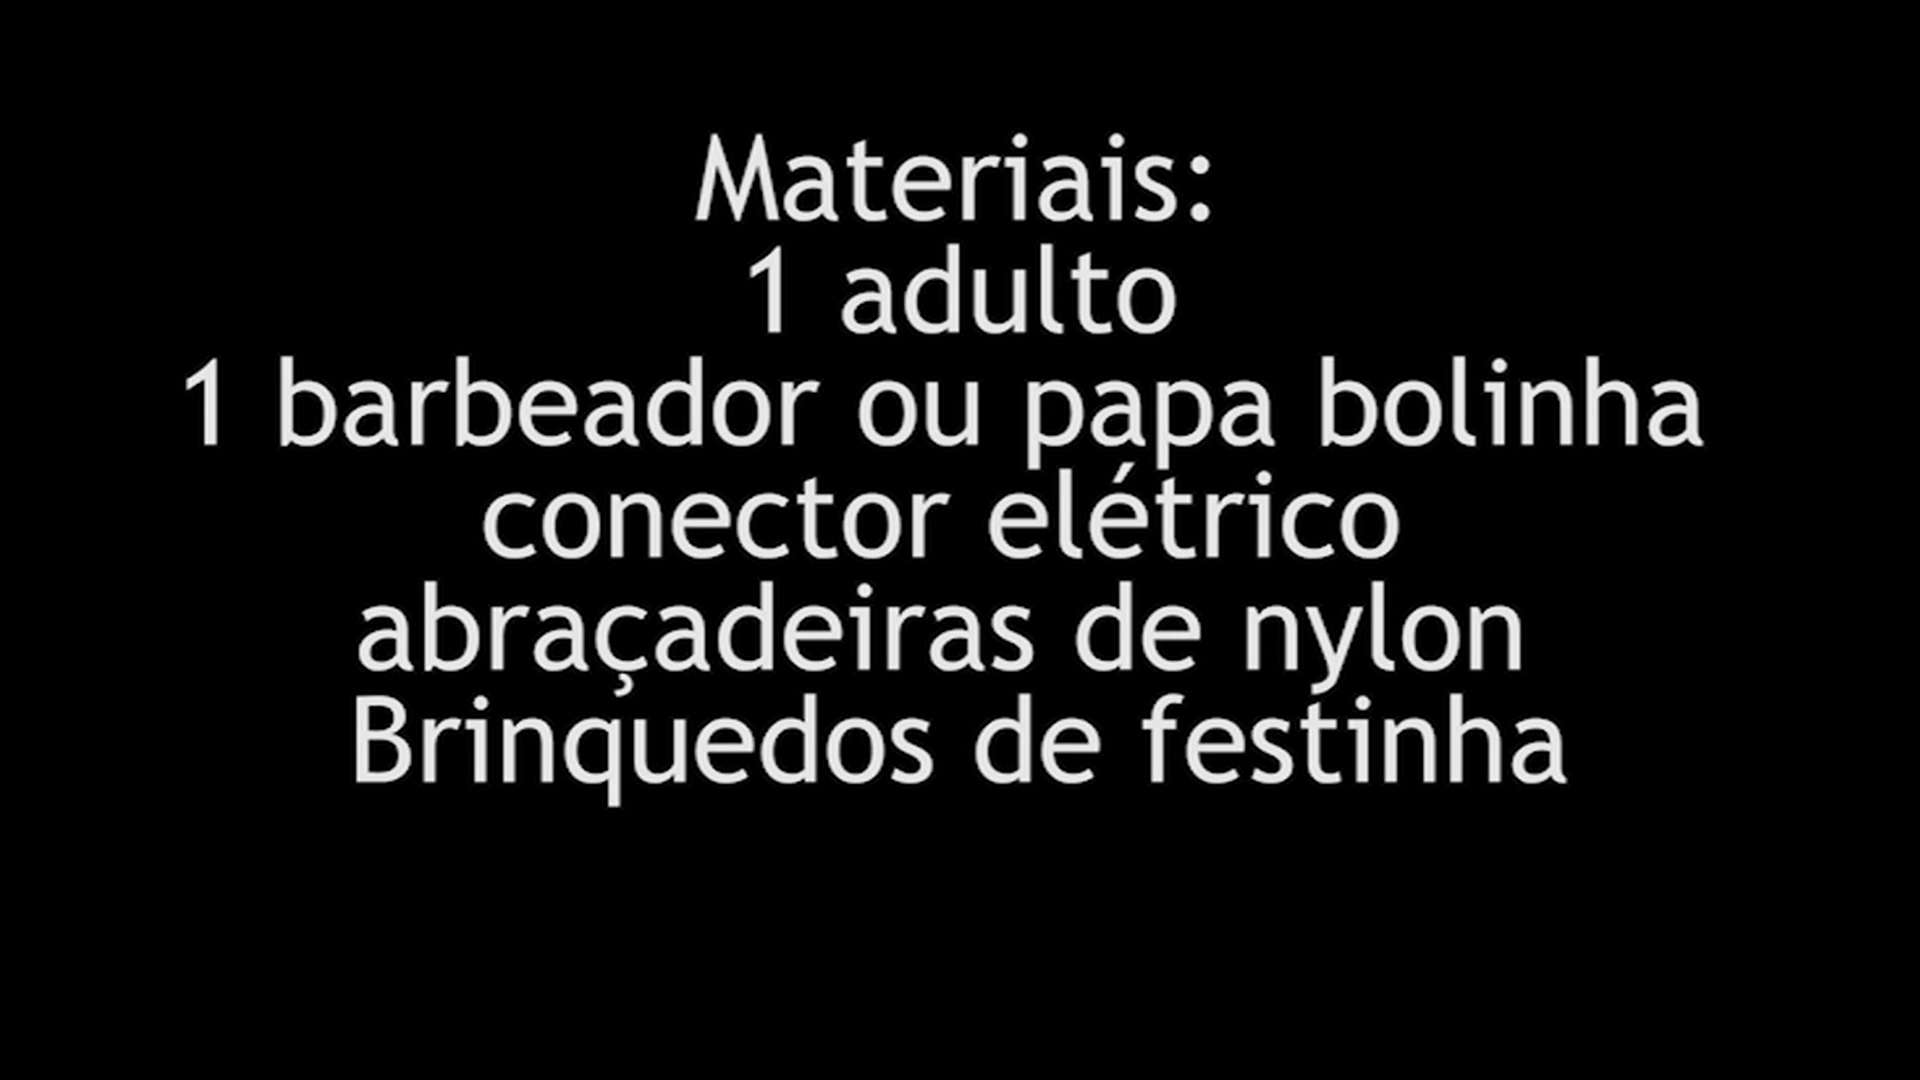 Materiais:
1 adulto
1 barbeador ou papa bolinha
conector elétrico
abraçadeiras de nylon
Brinquedos de festinha